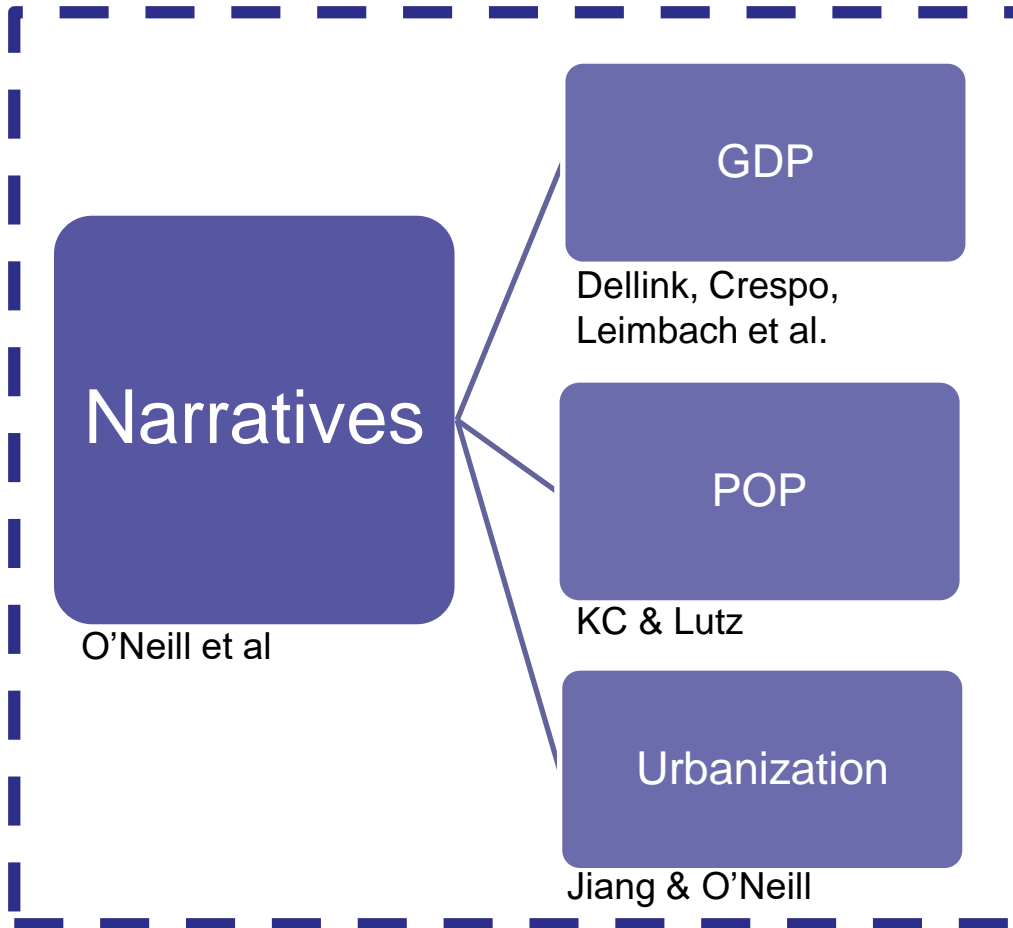 Narratives
O’Neill et al
GDP
Dellink, Crespo,
Leimbach et al.
POP
KC & Lutz
Urbanization
Jiang & O’Neill